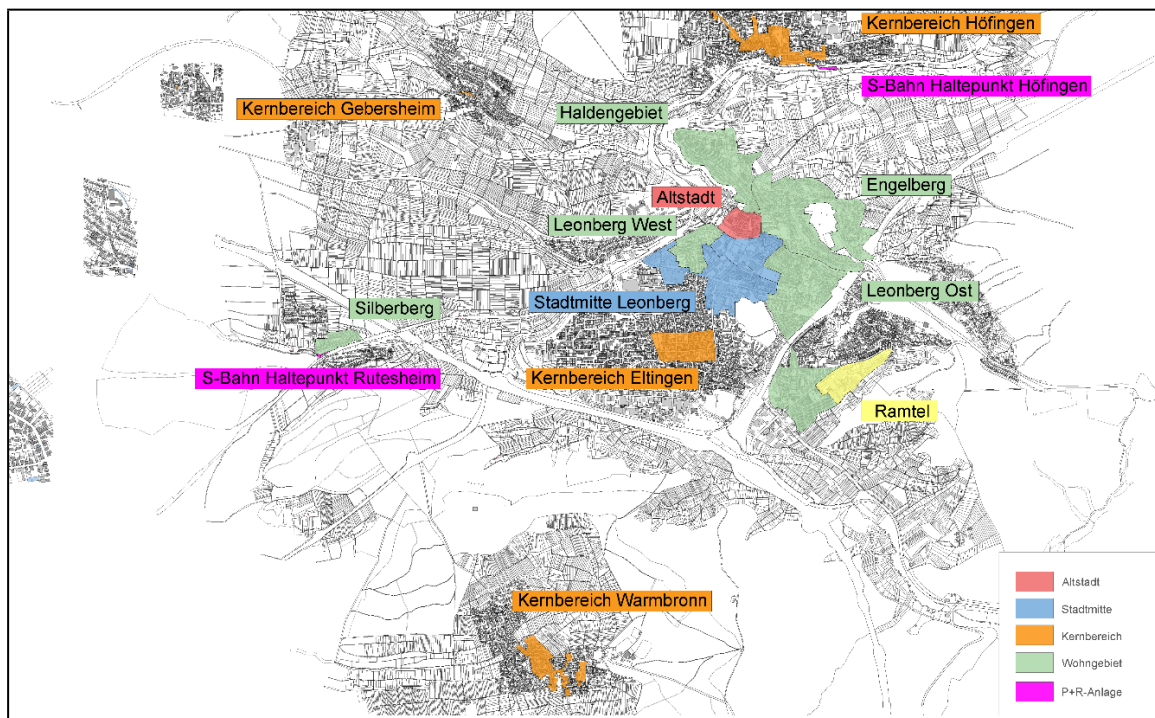 Kernbereich Höfingen
S-Bahn Haltepunkt Höfingen
Kernbereich Gebersheim
Haldengebiet
Engelberg
Altstadt
Leonberg West
Leonberg Ost
Stadtmitte Leonberg
Silberberg
S-Bahn Haltepunkt Rutesheim
Kernbereich Eltingen
Ramtel
Kernbereich Warmbronn
Altstadt
Stadtmitte
Kernbereich
Wohngebiet
P+R-Anlage